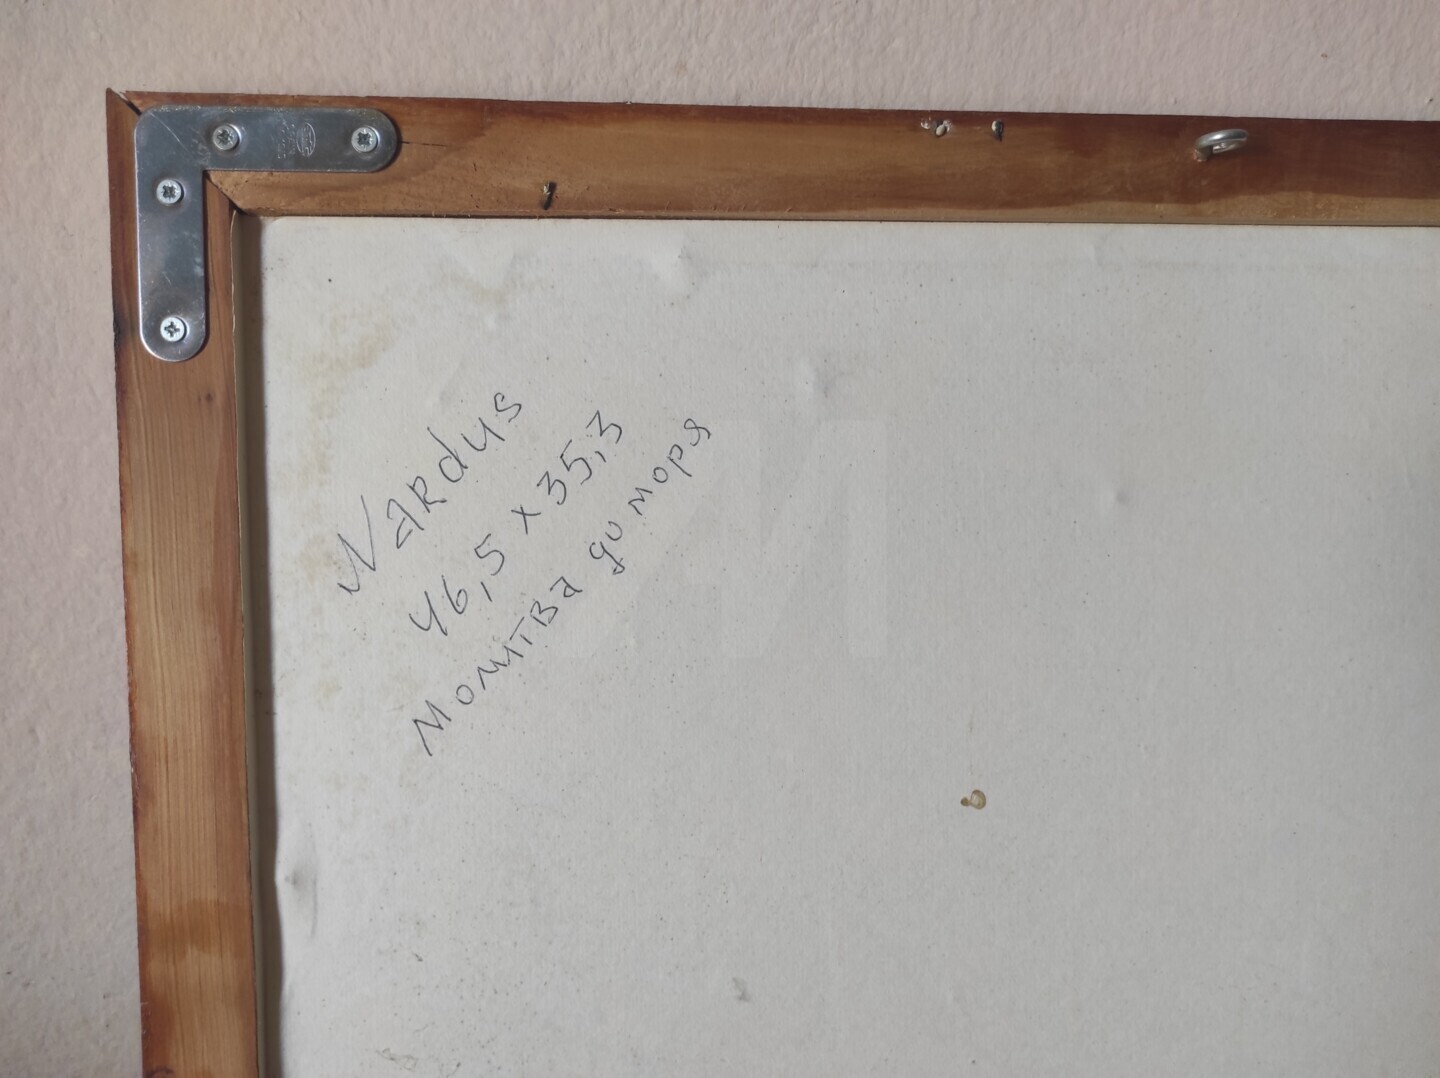 Nardus
46,5 x 35,3
Молитва до моря